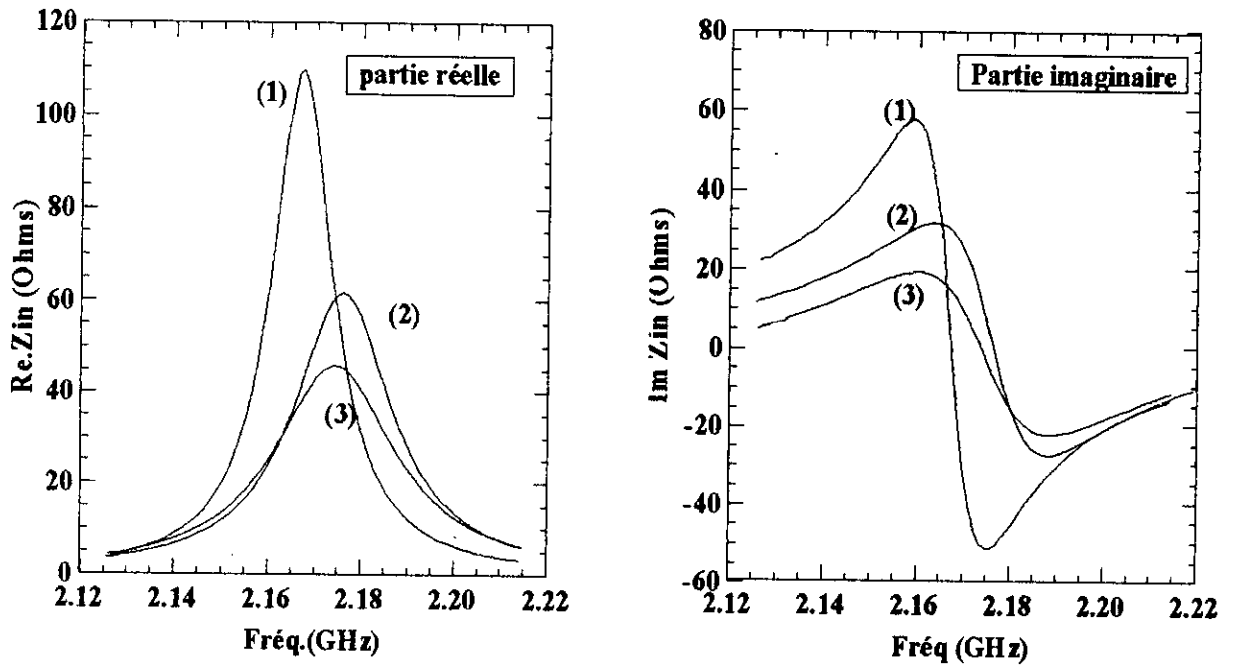 120
100
80
60
40
20
0
Re.Zin (Ohms)
partie réelle
(1)
(2)
(3)
2.12 2.14 2.16 2.18 2.20 2.22
Fréq.(GHz)
80
60
40
20
0
-20
-40
-60
Im Zin (Ohms)
Partie imaginaire
(1)
(2)
(3)
2.12 2.14 2.16 2.18 2.20 2.22
Fréq (GHz)